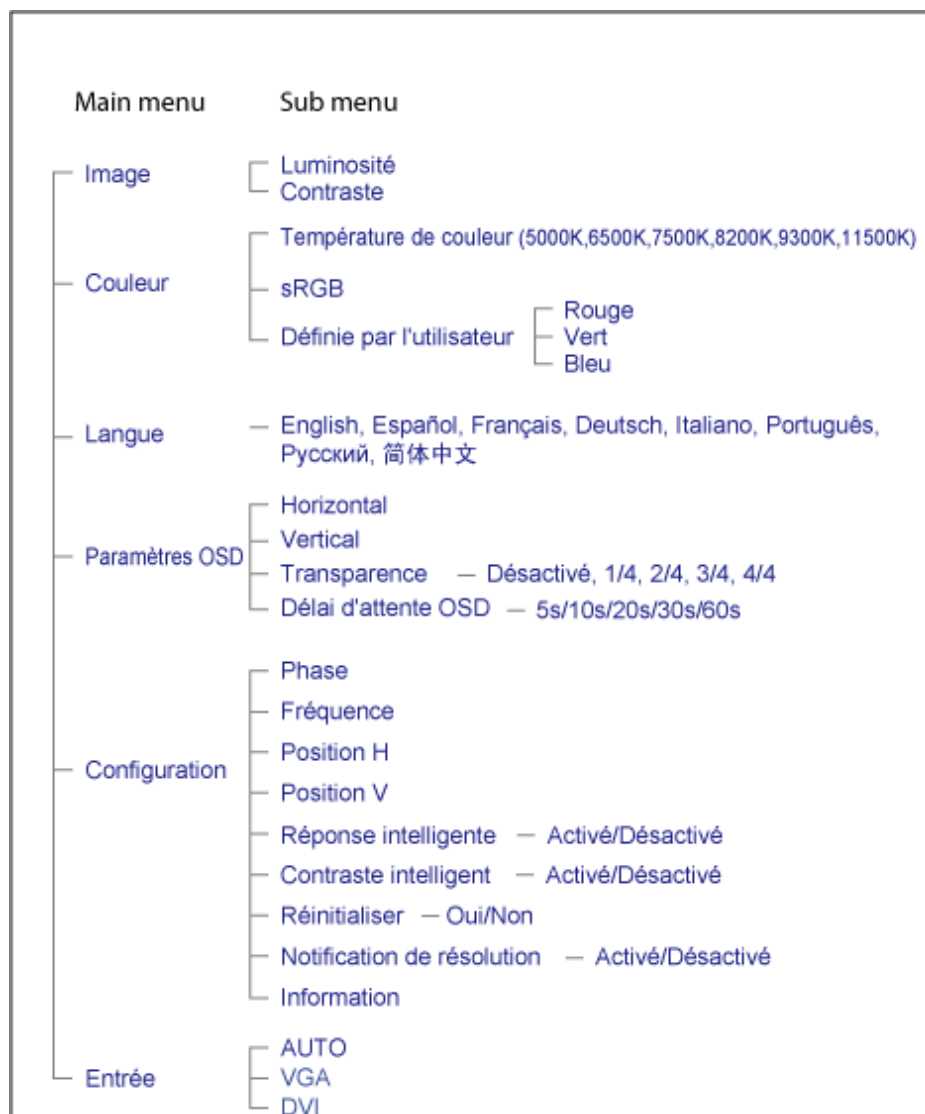 Main menu Sub menu
Image
Luminosité
Contraste
Couleur
Température de couleur (5000K,6500K,7500K,8200K,9300K,11500K)
sRGB
Définie par l'utilisateur
Rouge
Vert
Bleu
Langue
English, Español, Français, Deutsch, Italiano, Português,
Русский, 简体中文
Paramètres OSD
Horizontal
Vertical
Transparence — Désactivé, 1/4, 2/4, 3/4, 4/4
Délai d'attente OSD — 5s/10s/20s/30s/60s
Configuration
Phase
Fréquence
Position H
Position V
Réponse intelligente — Activé/Désactivé
Contraste intelligent — Activé/Désactivé
Réinitialiser — Oui/Non
Notification de résolution — Activé/Désactivé
Information
Entrée
AUTO
VGA
DVI